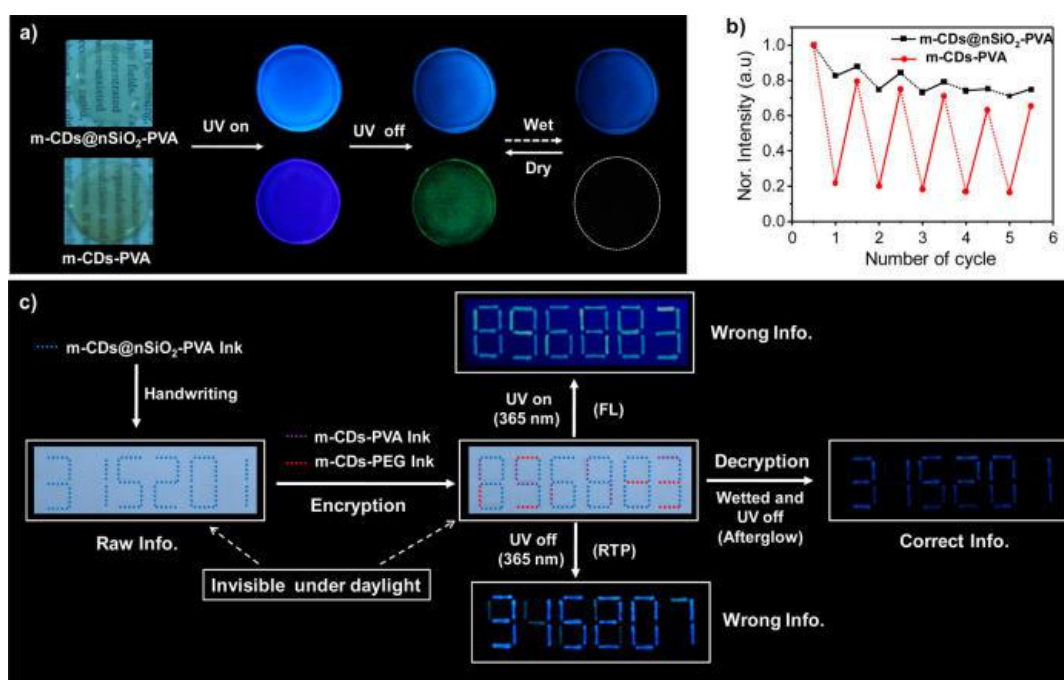 a)
m-CDs@nSiO₂-PVA
m-CDs-PVA
UV on
UV off
Wet
Dry
b)
m-CDs@nSiO₂-PVA
m-CDs-PVA
Nor. Intensity (a.u)
1.0
0.8
0.6
0.4
0.2
0.0
0 1 2 3 4 5 6
Number of cycle
c)
m-CDs@nSiO₂-PVA Ink
Handwriting
315201
Raw Info.
m-CDs-PVA Ink
m-CDs-PEG Ink
Encryption
Invisible under daylight
896883
Wrong Info.
UV on
(365 nm)
(FL)
UV off
(365 nm)
(RTP)
945207
Wrong Info.
Decryption
Wetted and
UV off
(Afterglow)
315201
Correct Info.